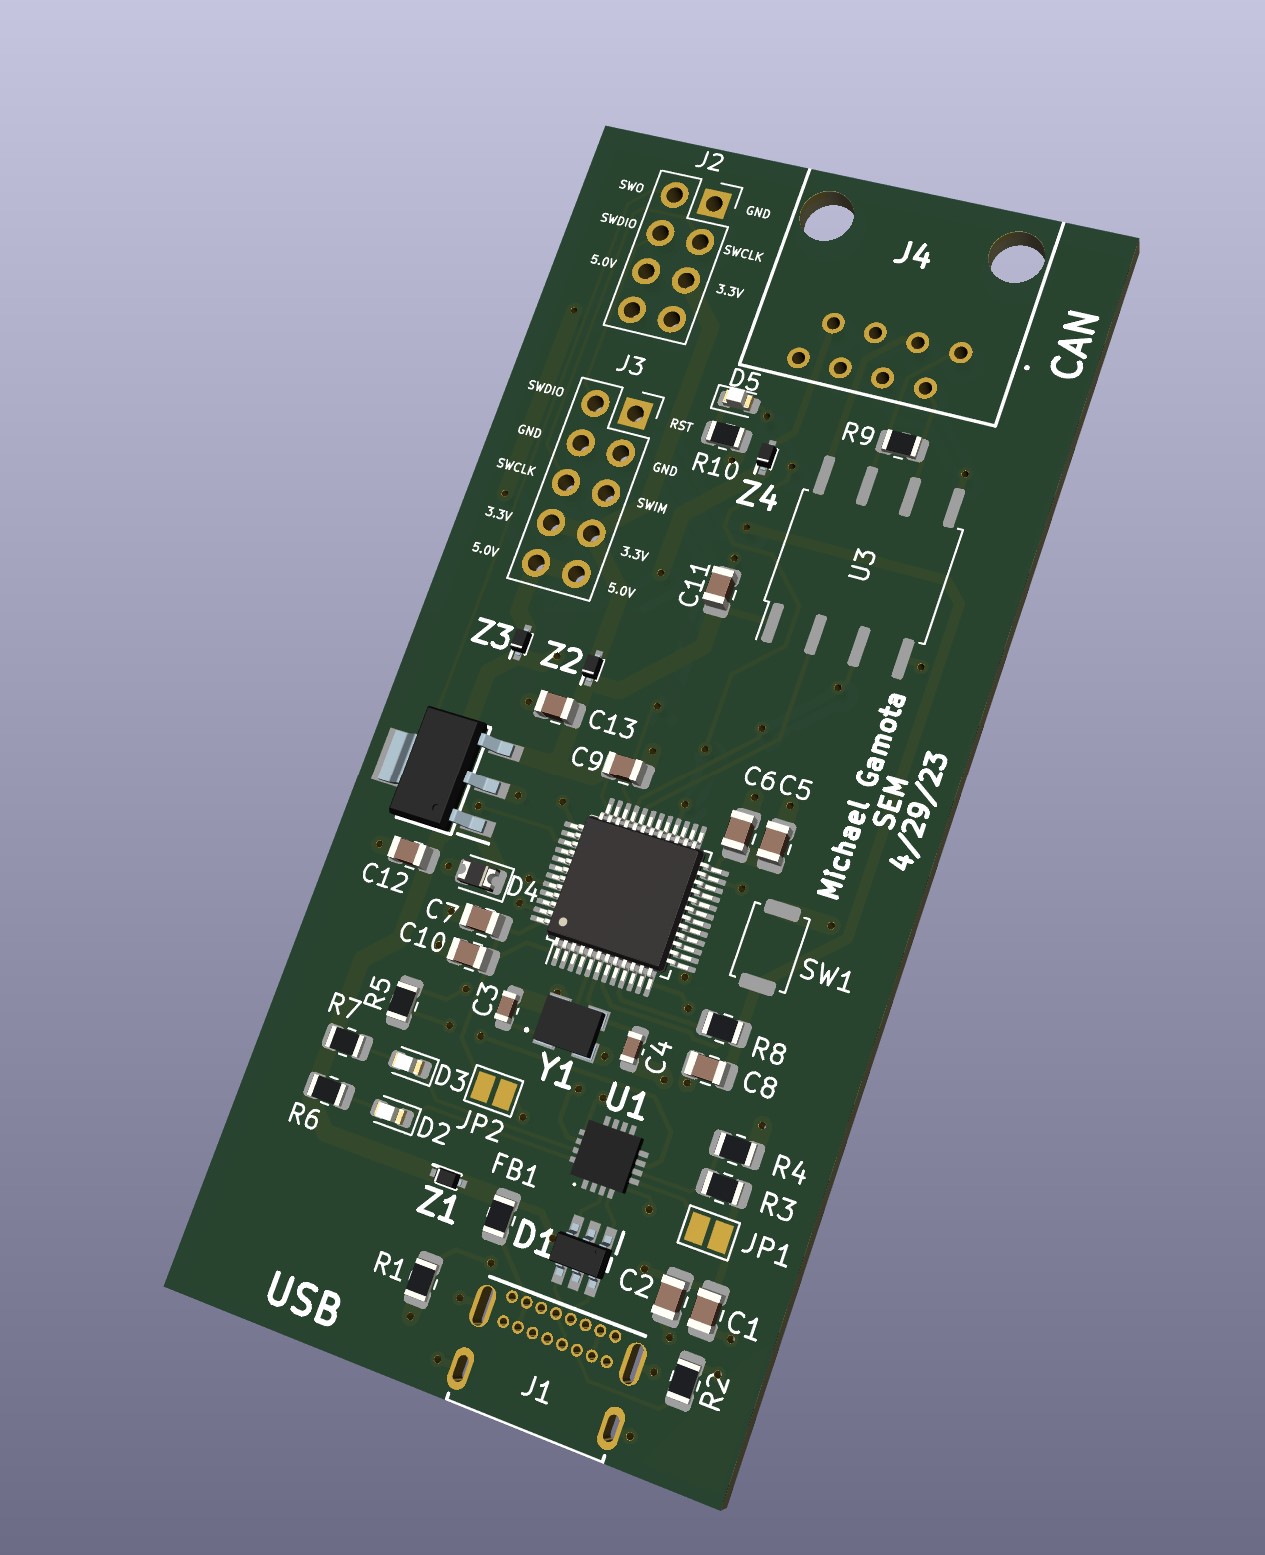 J2
SWO
GND
SWDIO
SWCLK
5.0V
3.3V
J4
CAN
J3
SWDIO
RST
GND
GND
SWCLK
SWIM
3.3V
3.3V
5.0V
5.0V
D5
R10
R9
Z4
U3
C11
Z3
Z2
C13
C9
C6
C5
Michael Gamota
SEM
4/29/23
C12
D4
C7
C10
SW1
R5
C3
R7
Y1
C4
R8
C8
D3
JP2
U1
R6
D2
FB1
R4
R3
Z1
D1
JP1
R1
C2
C1
USB
J1
R2